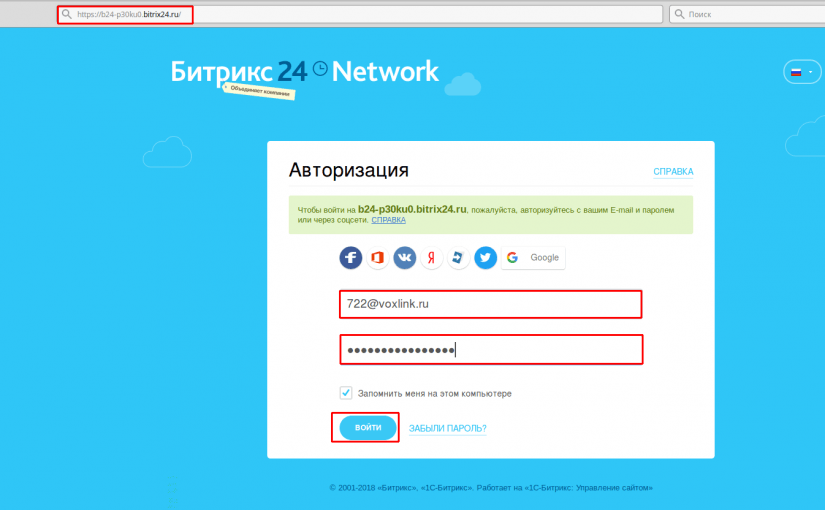 https://b24-p30ku0.bitrix24.ru/
Поиск
Битрикс 24 Network
Объединяет компании
Авторизация
СПРАВКА
Чтобы войти на b24-p30ku0.bitrix24.ru, пожалуйста, авторизуйтесь с вашим E-mail и паролем
или через соцсети. СПРАВКА
Google
722@voxlink.ru
Запомнить меня на этом компьютере
ВОЙТИ
ЗАБЫЛИ ПАРОЛЬ?
© 2001-2018 «Битрикс», «1С-Битрикс». Работает на «1С-Битрикс: Управление сайтом»